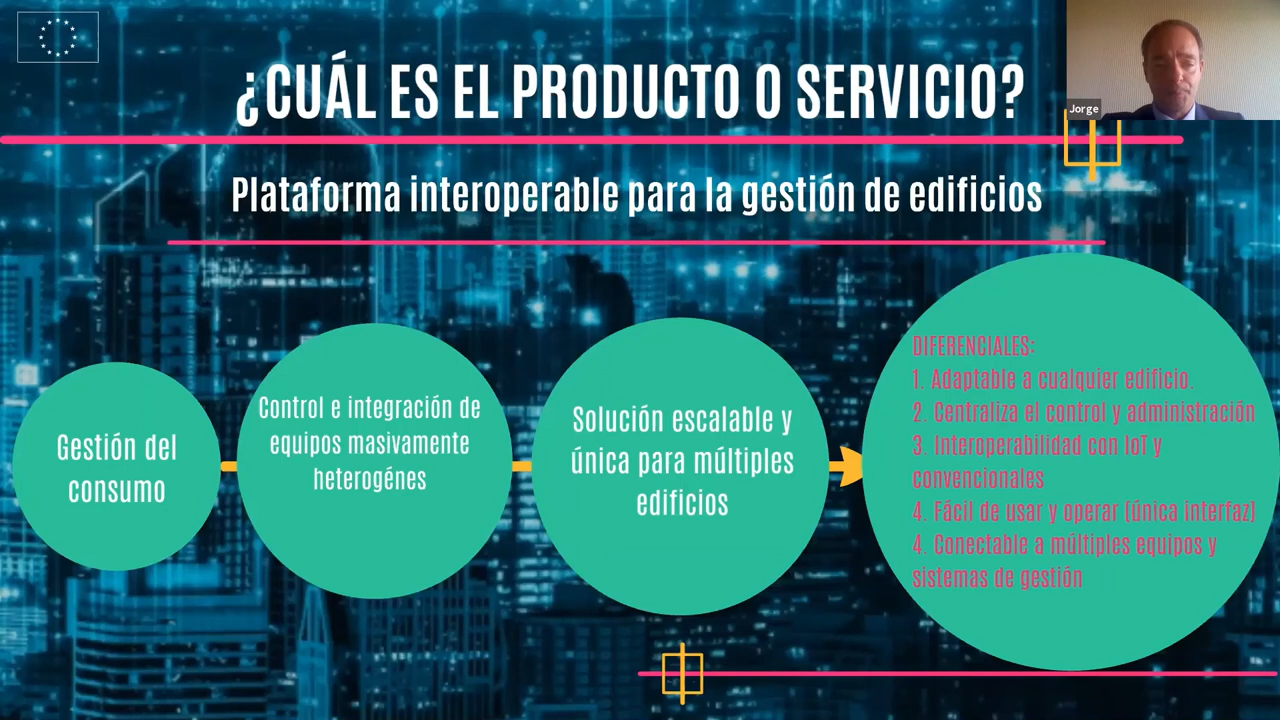 ¿CUÁL ES EL PRODUCTO O SERVICIO?
Jorge
Plataforma interoperable para la gestión de edificios
Gestión del
consumo
Control e integración de
equipos masivamente
heterogénes
Solución escalable y
única para múltiples
edificios
DIFERENCIALES:
1. Adaptable a cualquier edificio.
2. Centraliza el control y administración
3. Interoperabilidad con IoT y
convencionales
4. Fácil de usar y operar (única interfaz)
4. Conectable a múltiples equipos y
sistemas de gestión